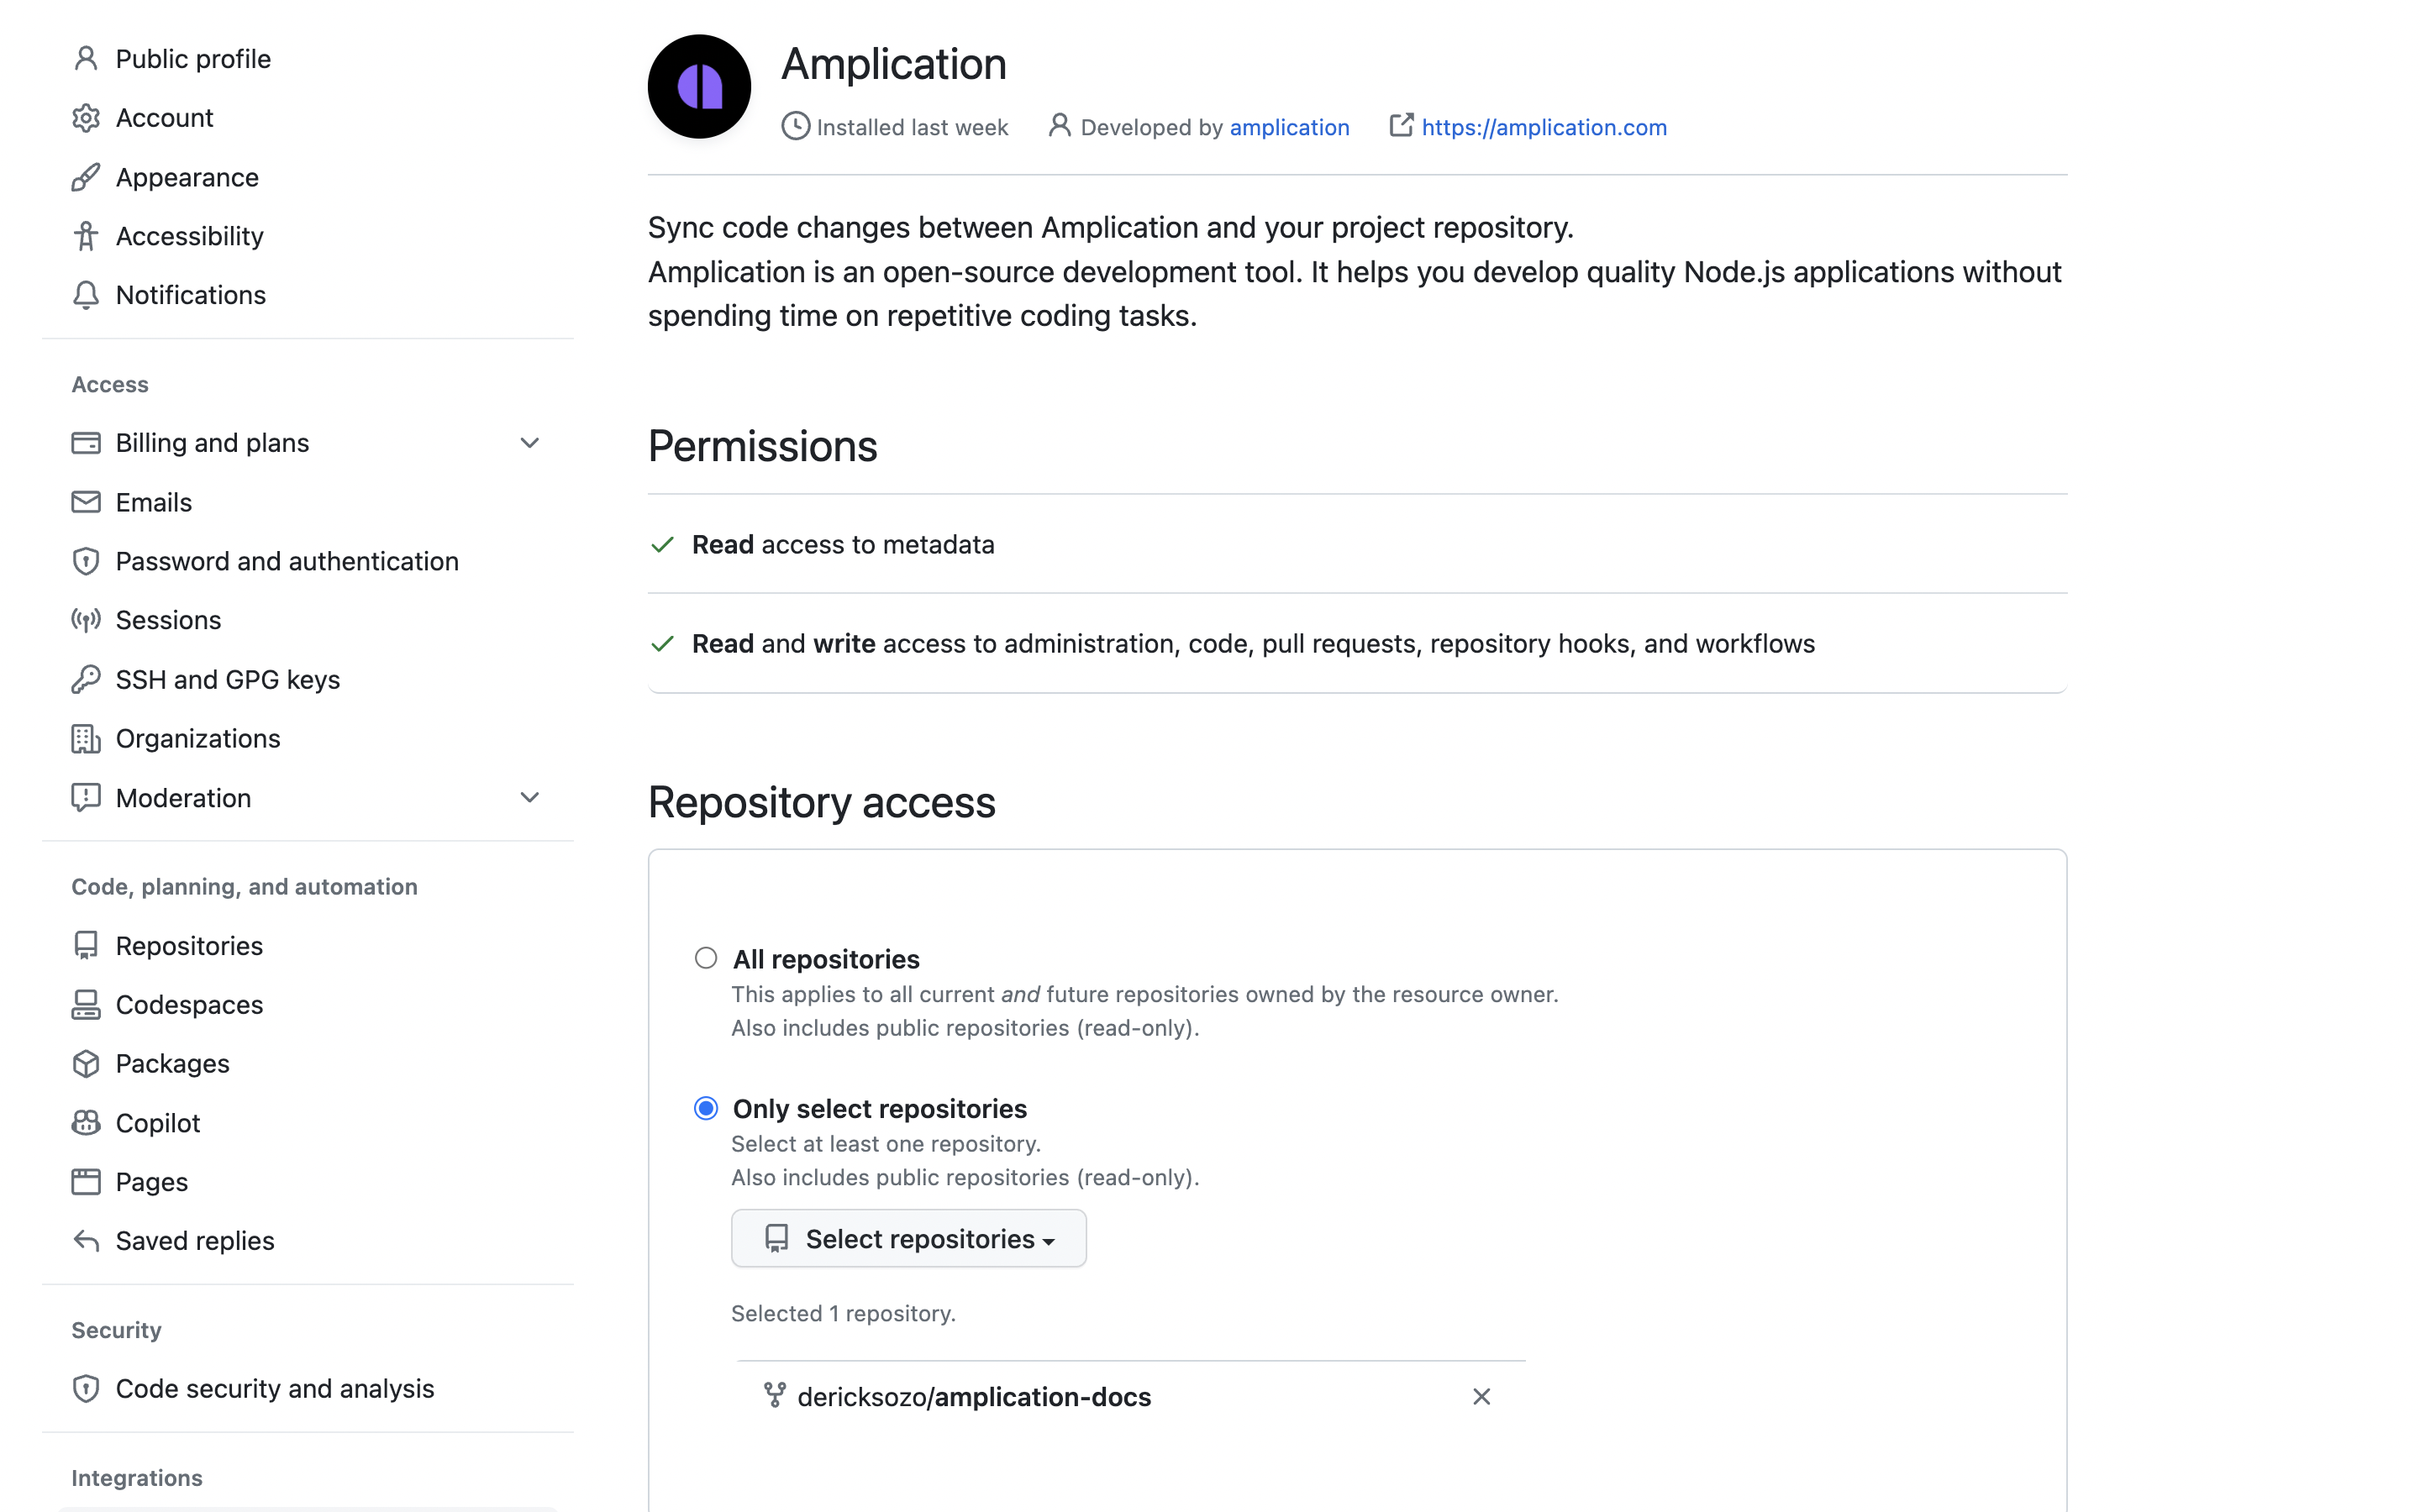 Public profile
Account
Appearance
Accessibility
Notifications
Access
Billing and plans
Emails
Password and authentication
Sessions
SSH and GPG keys
Organizations
Moderation
Code, planning, and automation
Repositories
Codespaces
Packages
Copilot
Pages
Saved replies
Security
Code security and analysis
Integrations
Amplication
Installed last week Developed by amplication https://amplication.com
Sync code changes between Amplication and your project repository.
Amplication is an open-source development tool. It helps you develop quality Node.js applications without
spending time on repetitive coding tasks.
Permissions
Read access to metadata
Read and write access to administration, code, pull requests, repository hooks, and workflows
Repository access
All repositories
This applies to all current and future repositories owned by the resource owner.
Also includes public repositories (read-only).
Only select repositories
Select at least one repository.
Also includes public repositories (read-only).
Select repositories
Selected 1 repository.
dericksozo/amplication-docs